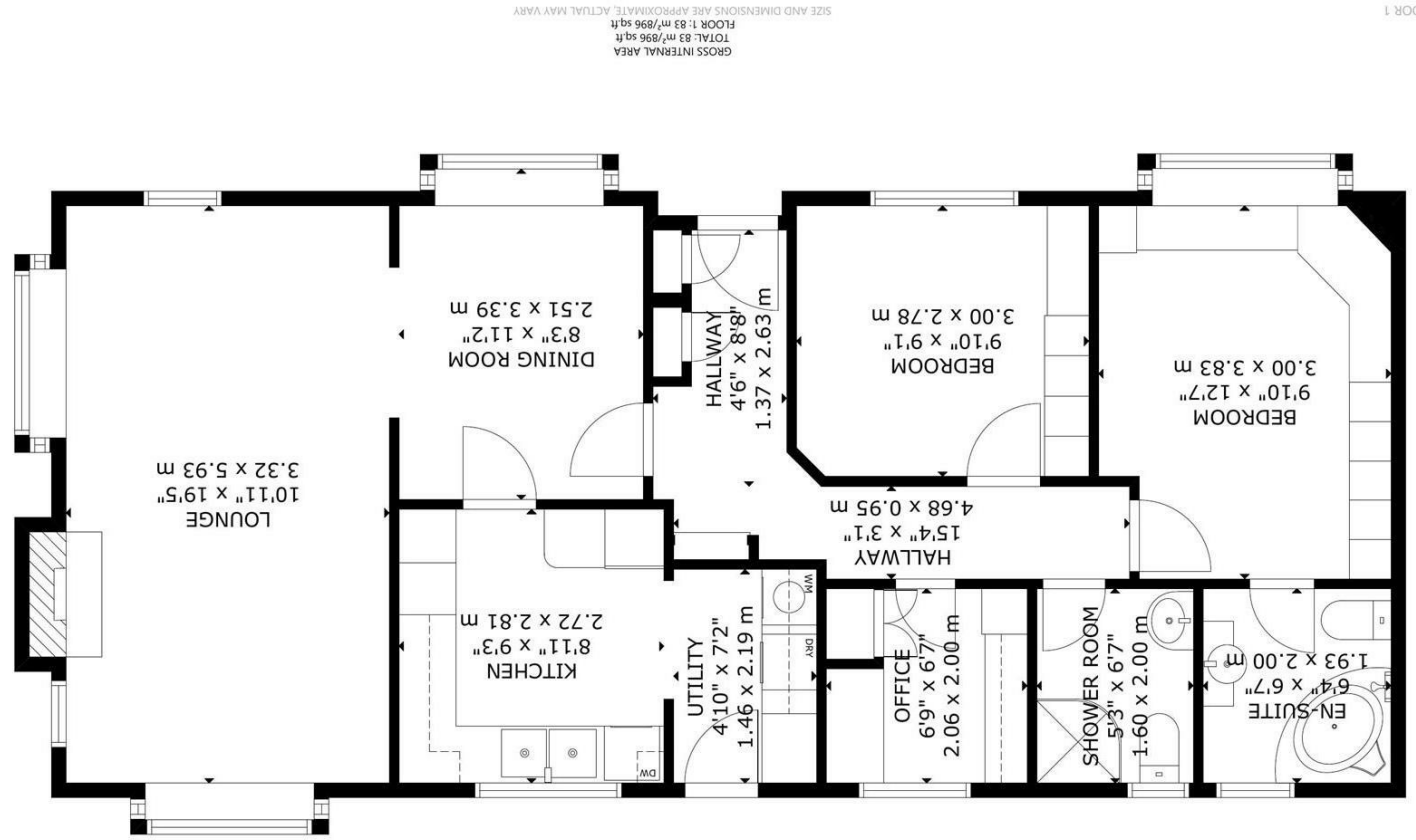 EN-SUITE
6'4" x 6'7"
1.93 x 2.00 m
SHOWER ROOM
5'3" x 6'7"
1.60 x 2.00 m
OFFICE
6'9" x 6'7"
2.06 x 2.00 m
UTILITY
4'10" x 7'2"
1.46 x 2.19 m
DRY
WM
DW
KITCHEN
8'11" x 9'3"
2.72 x 2.81 m
HALLWAY
15'4" x 3'1"
4.68 x 0.95 m
LOUNGE
10'11" x 19'5"
3.32 x 5.93 m
BEDROOM
9'10" x 12'7"
3.00 x 3.83 m
BEDROOM
9'10" x 9'1"
3.00 x 2.78 m
HALLWAY
4'6" x 8'8"
1.37 x 2.63 m
DINING ROOM
8'3" x 11'2"
2.51 x 3.39 m
GROSS INTERNAL AREA
TOTAL: 83 m²/896 sq.ft
FLOOR 1: 83 m²/896 sq.ft
SIZE AND DIMENSIONS ARE APPROXIMATE, ACTUAL MAY VARY
OOR 1